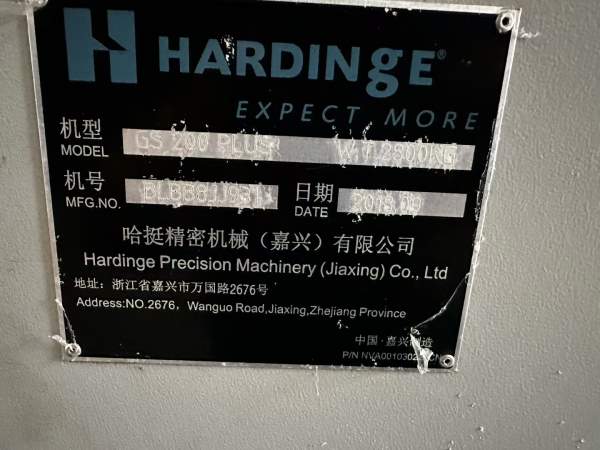 HARDINGE®
EXPECT MORE
机型
MODEL GS 200 PLUS
机号 日期
MFG.NO. DATE 2018.09
哈挺精密机械（嘉兴）有限公司
Hardinge Precision Machinery (Jiaxing) Co., Ltd
地址: 浙江省嘉兴市万国路2676号
Address:NO.2676，Wanguo Road,Jiaxing,Zhejiang Province
中国·嘉兴制造
P/N